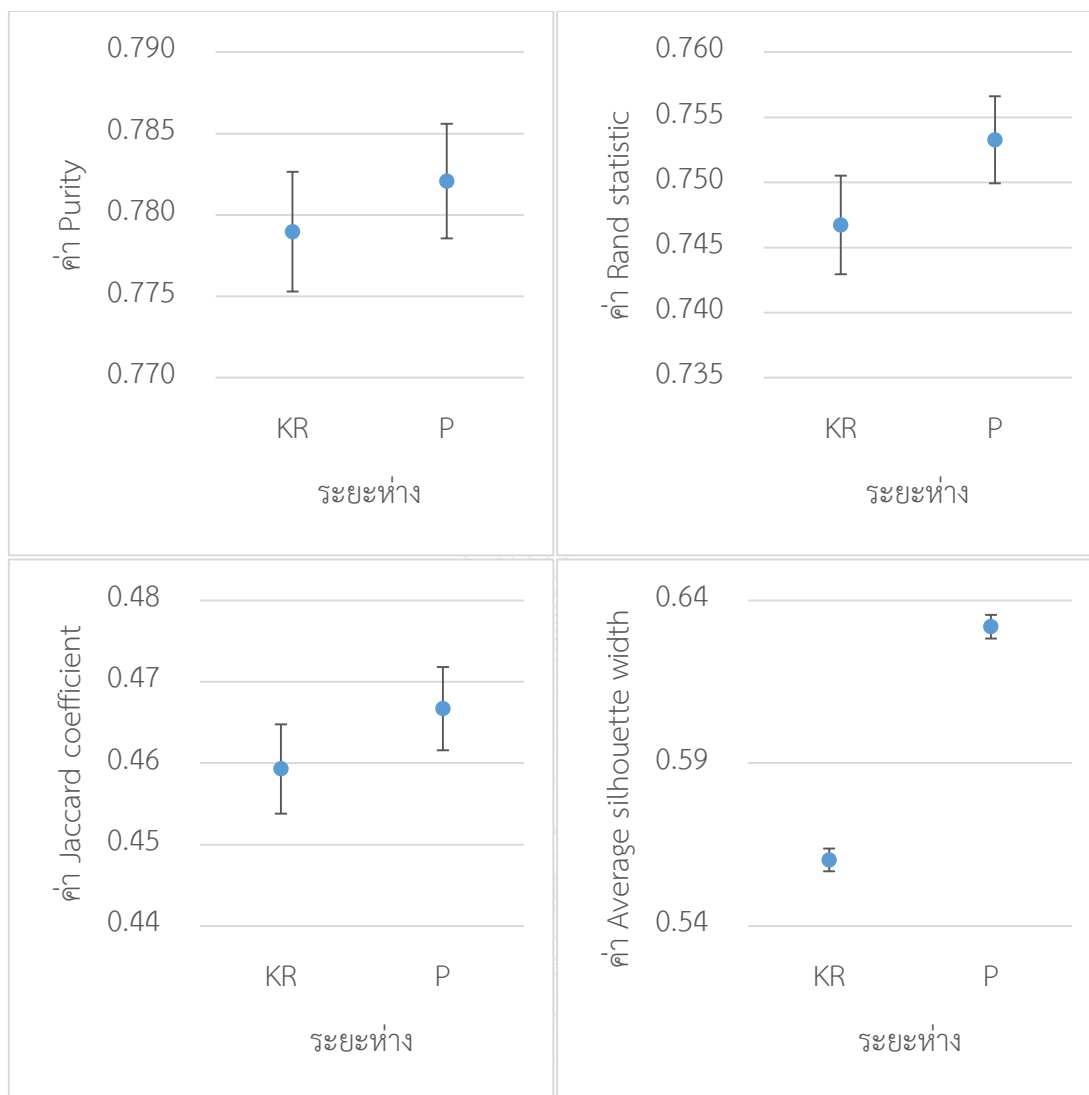 0.790
0.785
0.780
0.775
0.770
ค่า Purity
KR P
ระยะห่าง
0.760
0.755
0.750
0.745
0.740
0.735
ค่า Rand statistic
KR P
ระยะห่าง
0.48
0.47
0.46
0.45
0.44
ค่า Jaccard coefficient
KR P
ระยะห่าง
0.64
0.59
0.54
ค่า Average silhouette width
KR P
ระยะห่าง